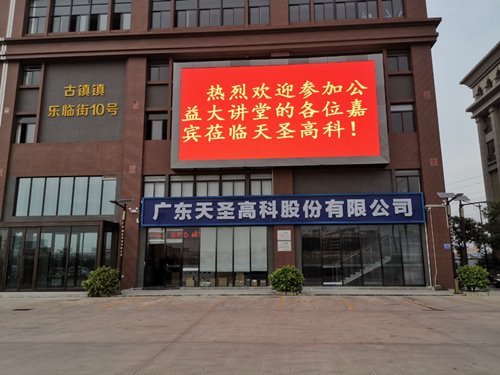 古镇镇
乐临街10号
热烈欢迎参加公
益大讲堂的各位嘉
宾莅临天圣高科！
广东天圣高科股份有限公司